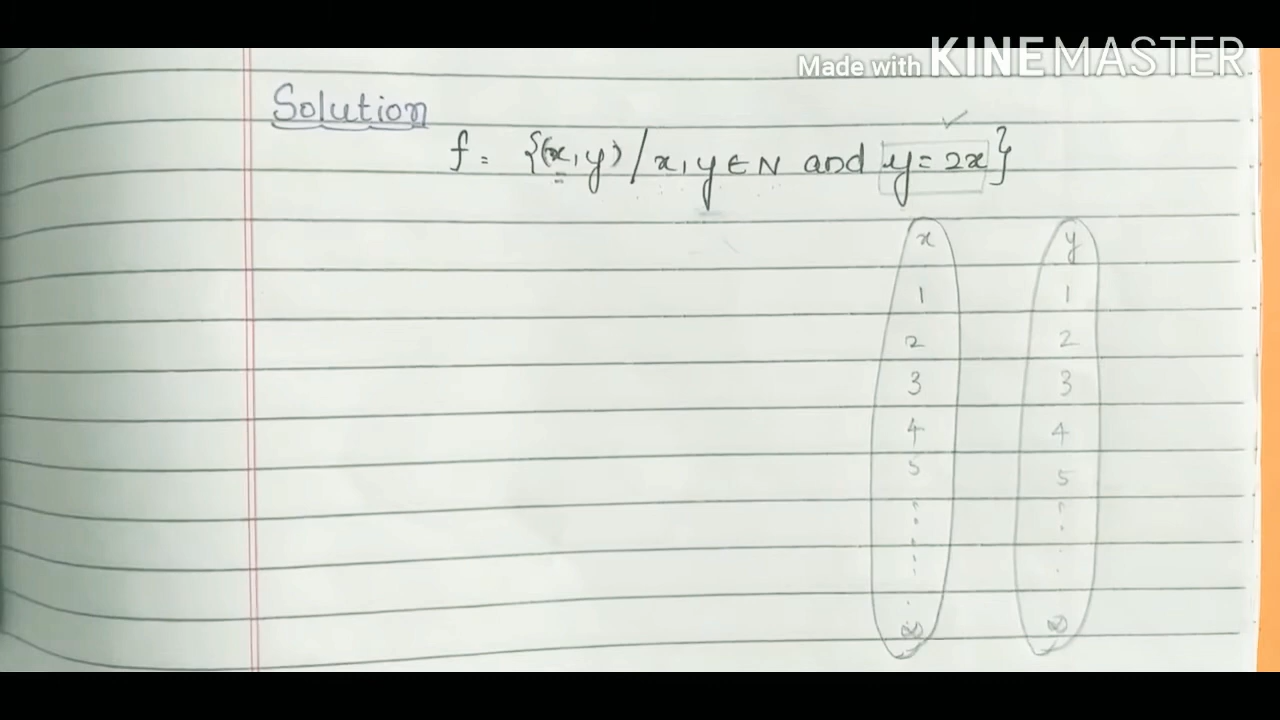 Made with KINEMASTER
Solution
f = {(x, y) / x, y ∈ N and y = 2x}
✓
x y
1 1
2 2
3 3
4 4
5 5
⋮ ⋮
∞ ∞